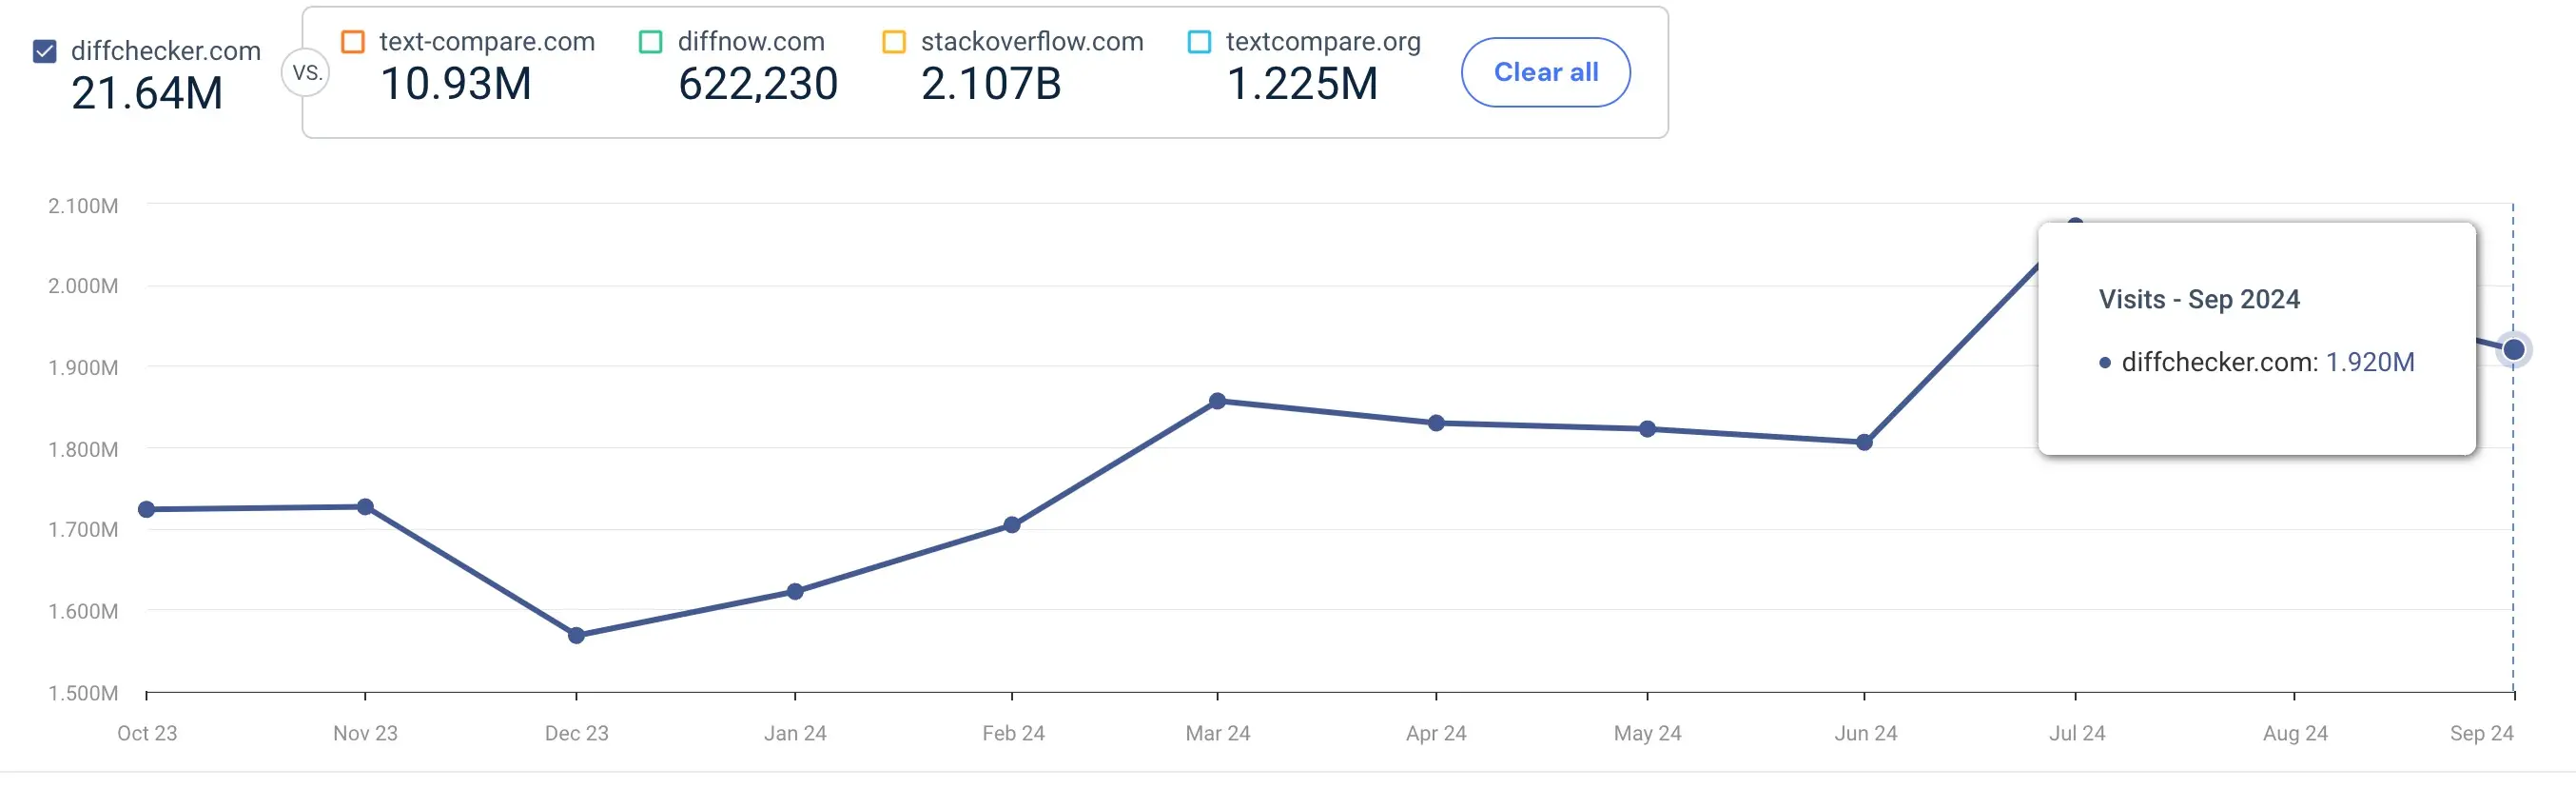 diffchecker.com
21.64M
VS.
text-compare.com
10.93M
diffnow.com
622,230
stackoverflow.com
2.107B
textcompare.org
1.225M
Clear all
2.100M
2.000M
1.900M
1.800M
1.700M
1.600M
1.500M
Visits - Sep 2024
diffchecker.com: 1.920M
Oct 23 Nov 23 Dec 23 Jan 24 Feb 24 Mar 24 Apr 24 May 24 Jun 24 Jul 24 Aug 24 Sep 24